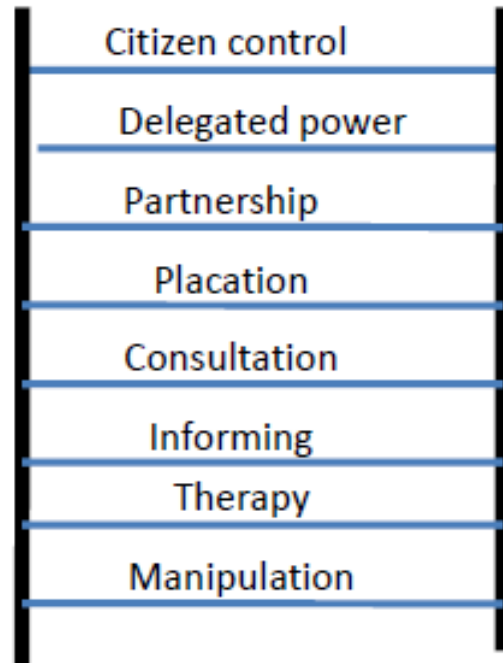 Citizen control
Delegated power
Partnership
Placation
Consultation
Informing
Therapy
Manipulation